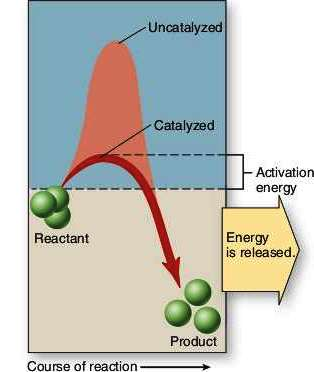 Uncatalyzed
Catalyzed
Activation
energy
Reactant
Energy
is released.
Product
Course of reaction